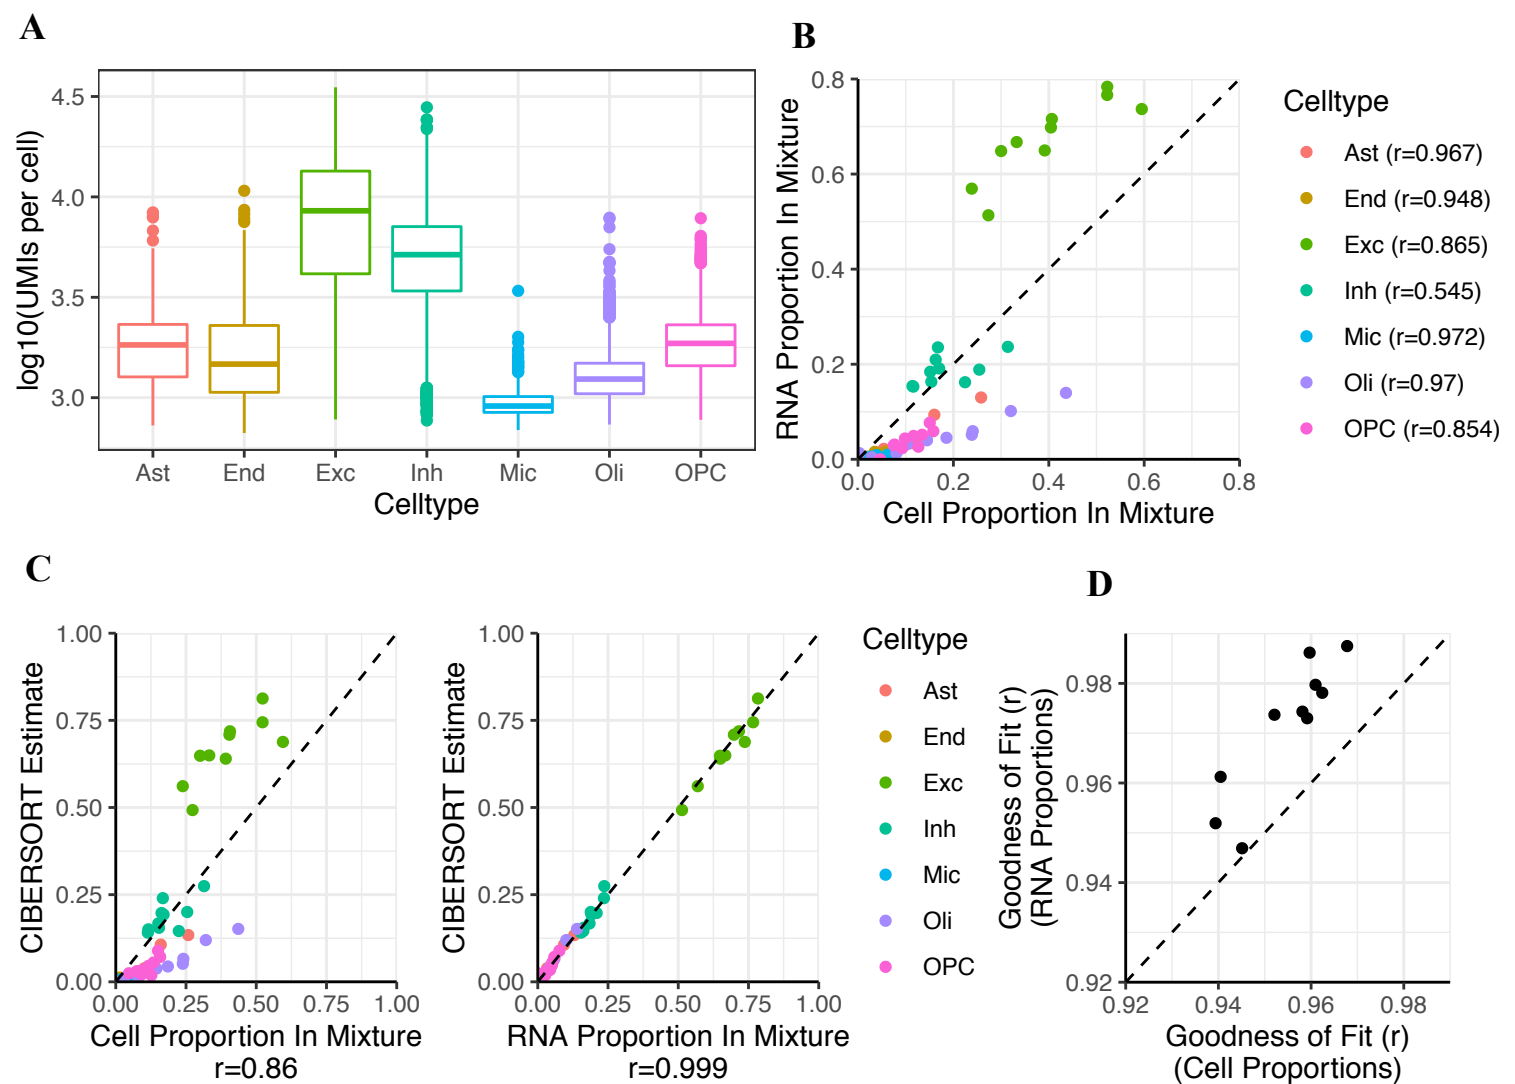 A
log10(UMIs per cell)
4.5
4.0
3.5
3.0
Ast End Exc Inh Mic Oli OPC
Celltype
B
RNA Proportion In Mixture
0.8
0.6
0.4
0.2
0.0
0.0 0.2 0.4 0.6 0.8
Cell Proportion In Mixture
Celltype
Ast (r=0.967)
End (r=0.948)
Exc (r=0.865)
Inh (r=0.545)
Mic (r=0.972)
Oli (r=0.97)
OPC (r=0.854)
C
CIBERSORT Estimate
1.00
0.75
0.50
0.25
0.00
0.00 0.25 0.50 0.75 1.00
Cell Proportion In Mixture
r=0.86
CIBERSORT Estimate
1.00
0.75
0.50
0.25
0.00
0.00 0.25 0.50 0.75 1.00
RNA Proportion In Mixture
r=0.999
Celltype
Ast
End
Exc
Inh
Mic
Oli
OPC
D
Goodness of Fit (r)
(RNA Proportions)
0.98
0.96
0.94
0.92
0.92 0.94 0.96 0.98
Goodness of Fit (r)
(Cell Proportions)